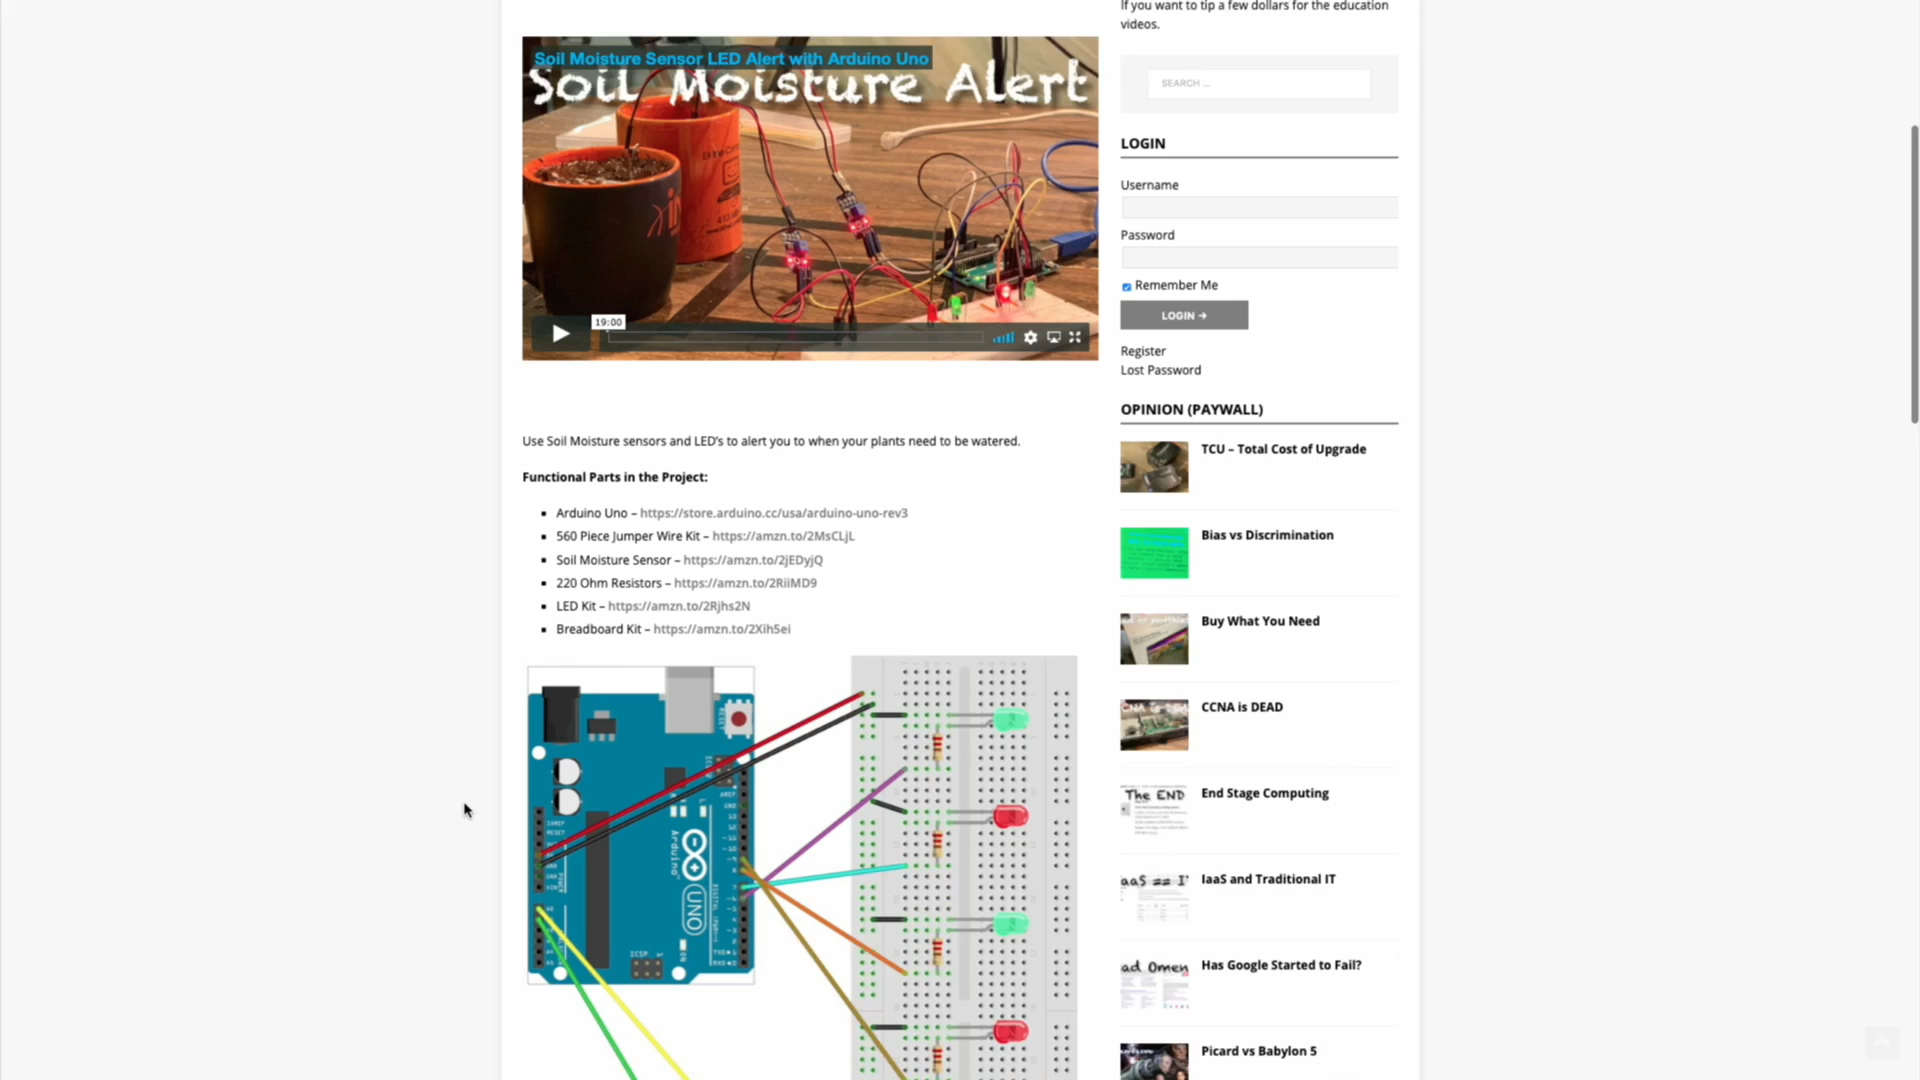 If you want to tip a few dollars for the education
videos.
Soil Moisture Sensor LED Alert with Arduino Uno
Soil Moisture Alert
19:00
Use Soil Moisture sensors and LED's to alert you to when your plants need to be watered.
Functional Parts in the Project:
Arduino Uno – https://store.arduino.cc/usa/arduino-uno-rev3
560 Piece Jumper Wire Kit – https://amzn.to/2MsCLjL
Soil Moisture Sensor – https://amzn.to/2jEDyjQ
220 Ohm Resistors – https://amzn.to/2RiiMD9
LED Kit – https://amzn.to/2Rjhs2N
Breadboard Kit – https://amzn.to/2Xih5ei
RESET
AREF
13
12
Arduino
UNO
ICSP
ON
SEARCH ...
LOGIN
Username
Password
Remember Me
LOGIN →
Register
Lost Password
OPINION (PAYWALL)
TCU – Total Cost of Upgrade
Bias vs Discrimination
Buy What You Need
CCNA is DEAD
The END
End Stage Computing
IaaS and Traditional IT
Has Google Started to Fail?
Picard vs Babylon 5